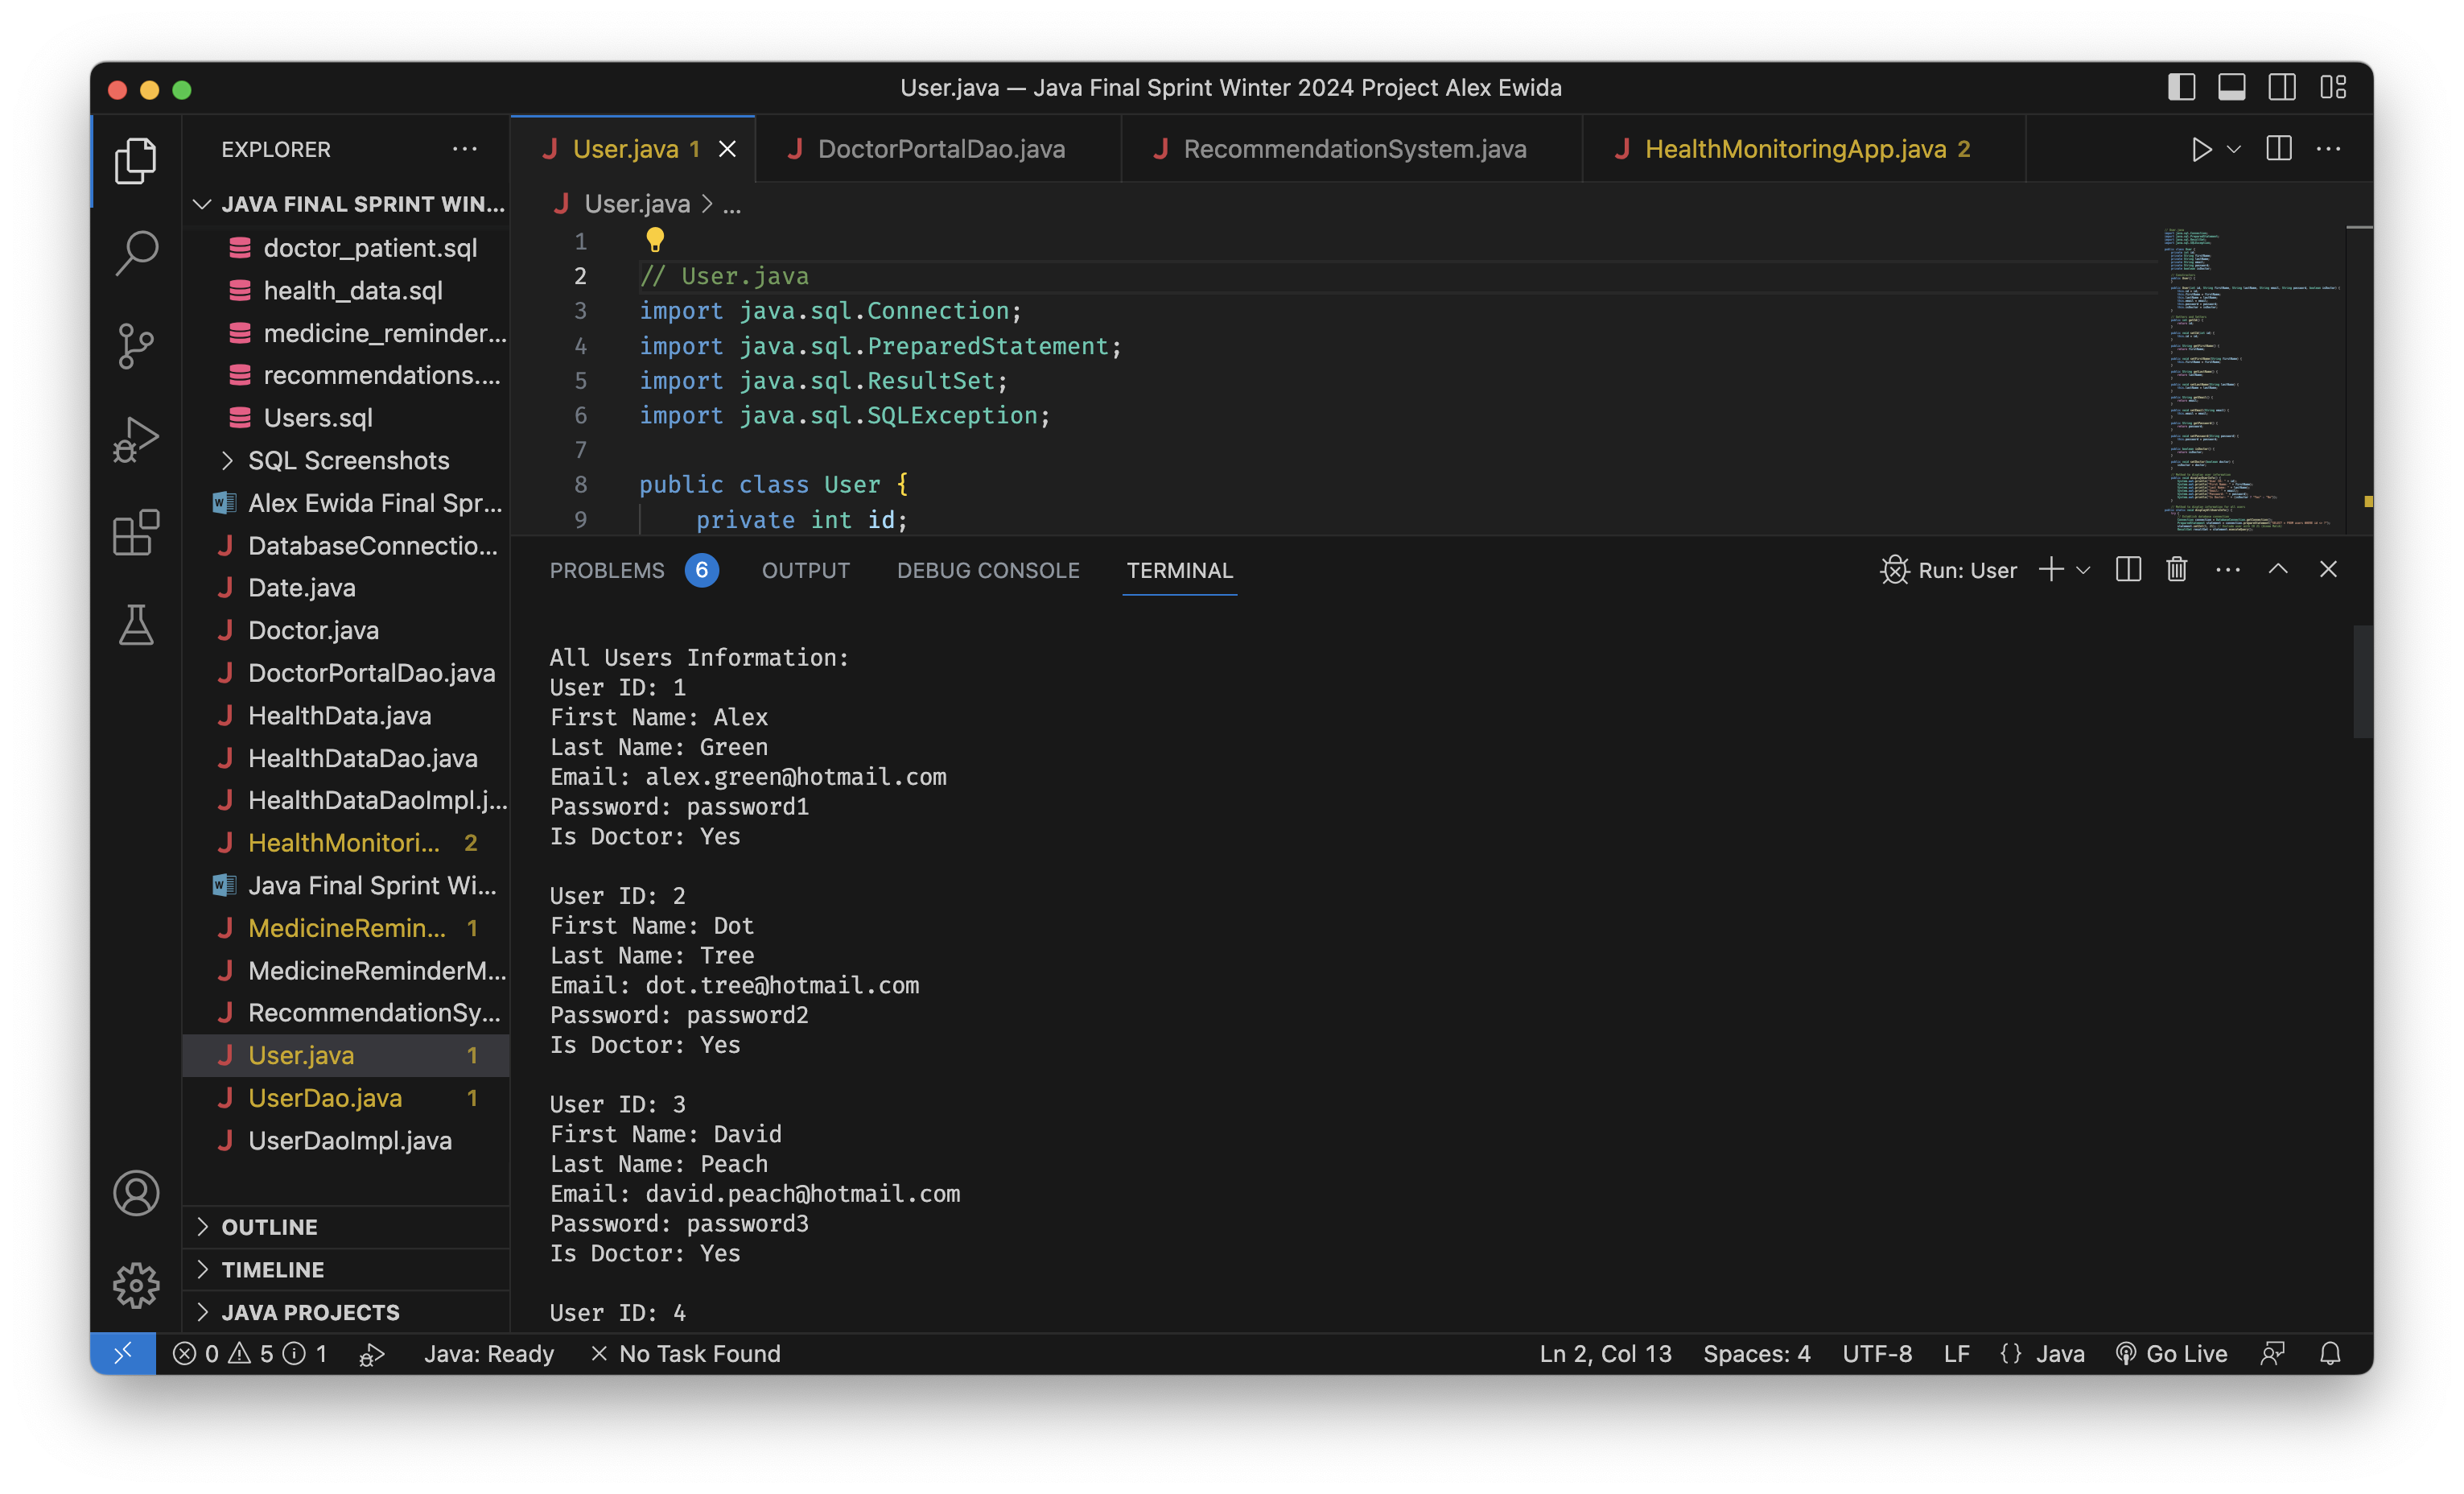 User.java — Java Final Sprint Winter 2024 Project Alex Ewida
EXPLORER
JAVA FINAL SPRINT WIN...
doctor_patient.sql
health_data.sql
medicine_reminder...
recommendations....
Users.sql
SQL Screenshots
Alex Ewida Final Spr...
DatabaseConnectio...
Date.java
Doctor.java
DoctorPortalDao.java
HealthData.java
HealthDataDao.java
HealthDataDaoImpl.j...
HealthMonitori... 2
Java Final Sprint Wi...
MedicineRemin... 1
MedicineReminderM...
RecommendationSy...
User.java 1
UserDao.java 1
UserDaoImpl.java
OUTLINE
TIMELINE
JAVA PROJECTS
User.java 1
DoctorPortalDao.java
RecommendationSystem.java
HealthMonitoringApp.java 2
User.java > ...
1
2 // User.java
3 import java.sql.Connection;
4 import java.sql.PreparedStatement;
5 import java.sql.ResultSet;
6 import java.sql.SQLException;
7
8 public class User {
9 private int id;
PROBLEMS 6 OUTPUT DEBUG CONSOLE TERMINAL
Run: User
All Users Information:
User ID: 1
First Name: Alex
Last Name: Green
Email: alex.green@hotmail.com
Password: password1
Is Doctor: Yes
User ID: 2
First Name: Dot
Last Name: Tree
Email: dot.tree@hotmail.com
Password: password2
Is Doctor: Yes
User ID: 3
First Name: David
Last Name: Peach
Email: david.peach@hotmail.com
Password: password3
Is Doctor: Yes
User ID: 4
0 5 1 Java: Ready No Task Found Ln 2, Col 13 Spaces: 4 UTF-8 LF {} Java Go Live